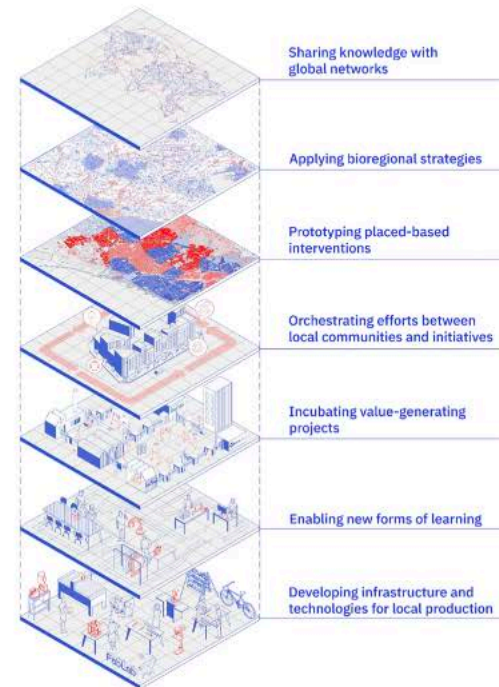 Sharing knowledge with
global networks
Applying bioregional strategies
Prototyping placed-based
interventions
Orchestrating efforts between
local communities and initiatives
Incubating value-generating
projects
Enabling new forms of learning
Developing infrastructure and
technologies for local production
FabLab